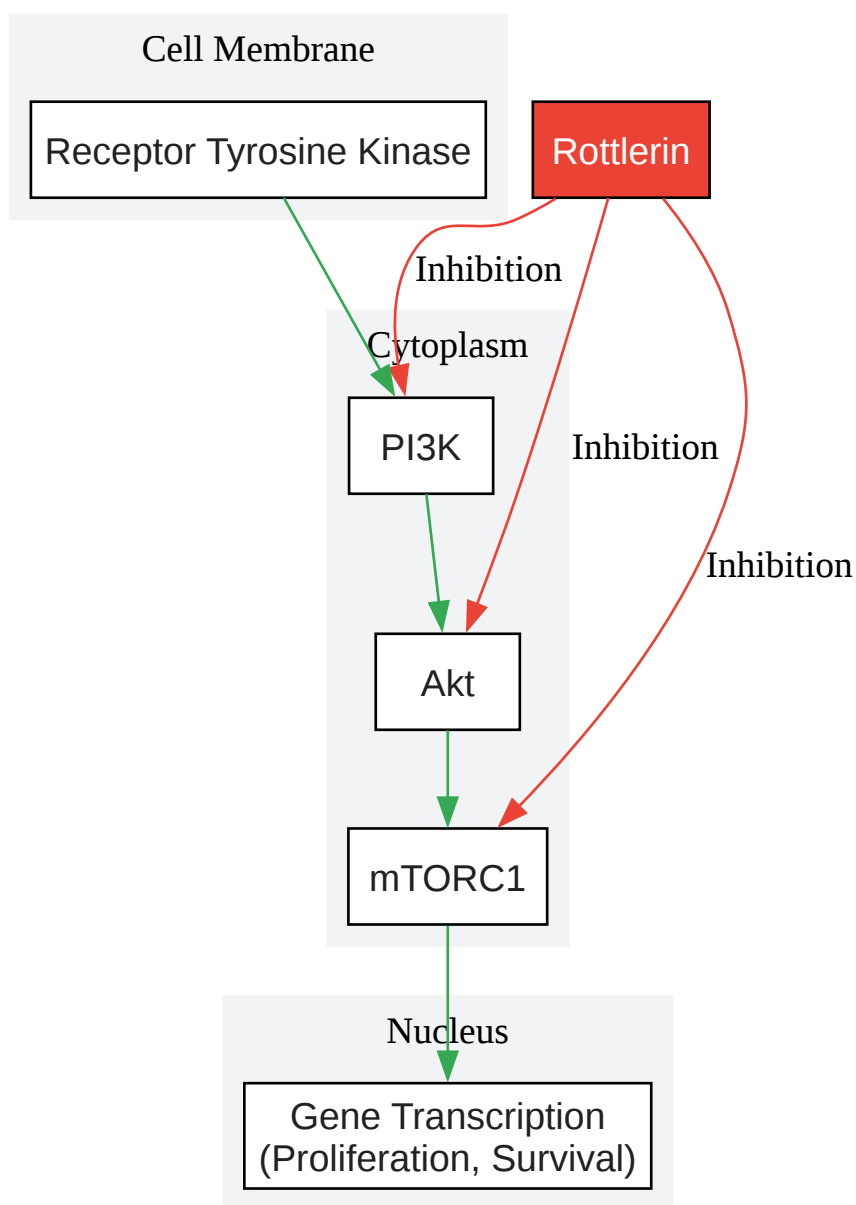 Cell Membrane
Receptor Tyrosine Kinase
Rottlerin
Inhibition
Cytoplasm
PI3K
Inhibition
Inhibition
Akt
mTORC1
Nucleus
Gene Transcription
(Proliferation, Survival)